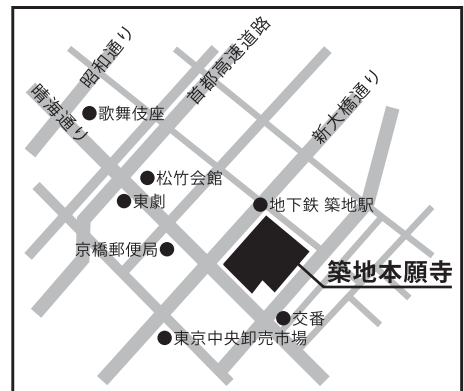 昭和通り
首都高速道路
晴海通り
歌舞伎座
新大橋通り
松竹会館
東劇
地下鉄 築地駅
京橋郵便局
築地本願寺
交番
東京中央卸売市場